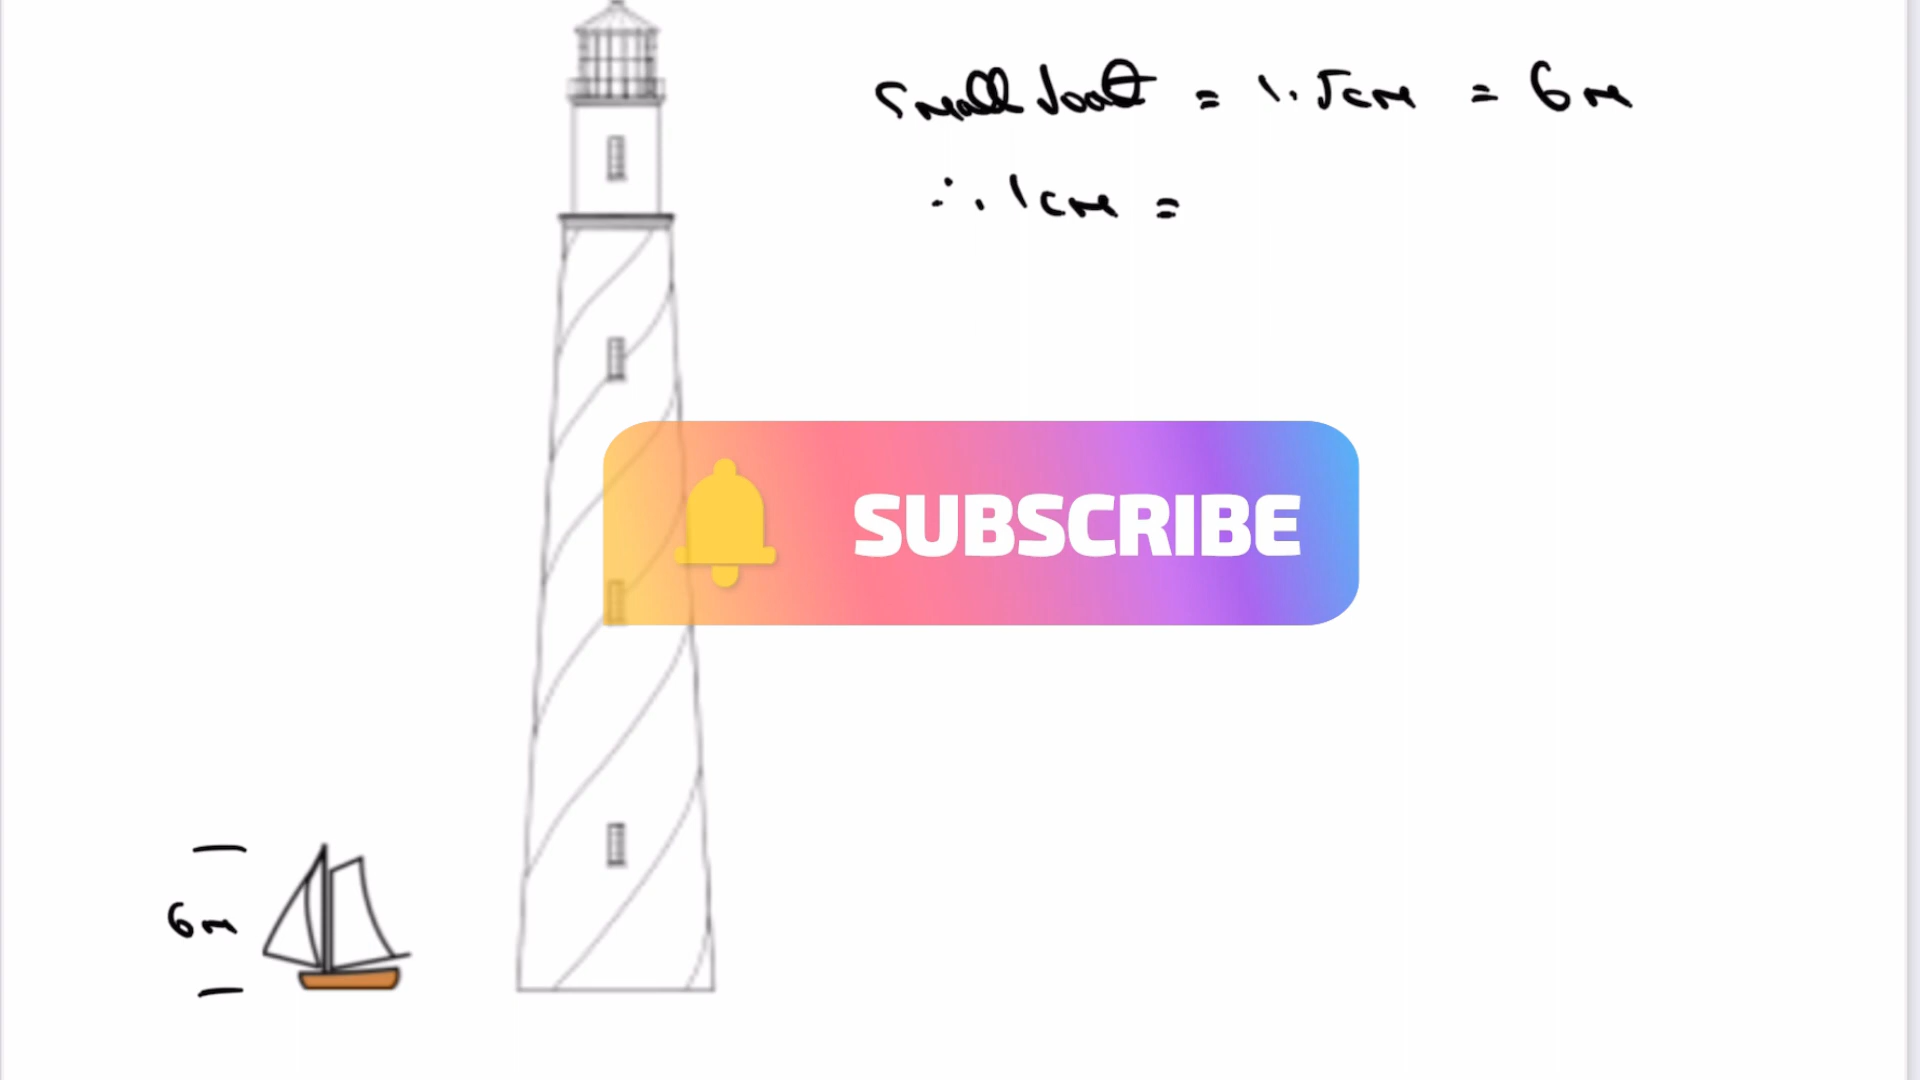 Small boat = 1.5cm = 6m
∴ 1cm =
SUBSCRIBE
6m